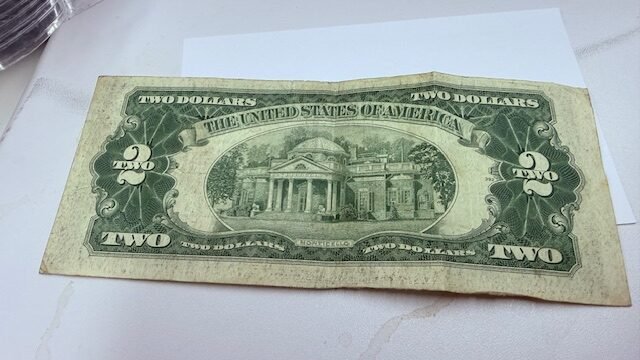 TWO DOLLARS TWO DOLLARS
THE UNITED STATES OF AMERICA
2 2
TWO TWO
TWO TWO DOLLARS MONTICELLO TWO DOLLARS TWO